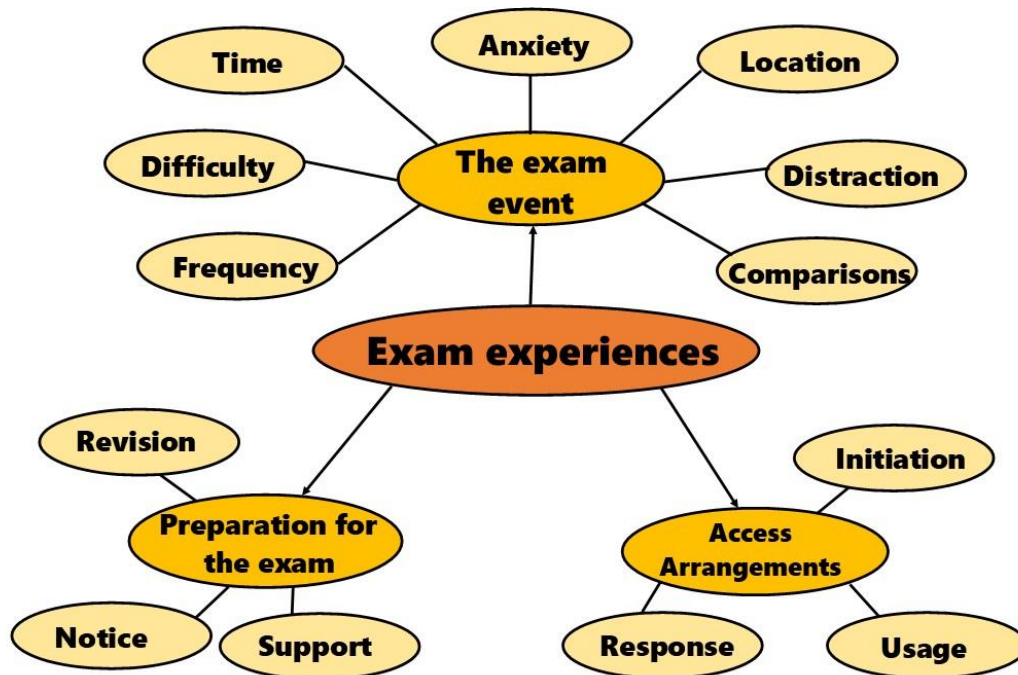 Anxiety
Time
Location
Difficulty
The exam
event
Distraction
Frequency
Comparisons
Exam experiences
Revision
Initiation
Preparation for
the exam
Access
Arrangements
Notice
Support
Response
Usage